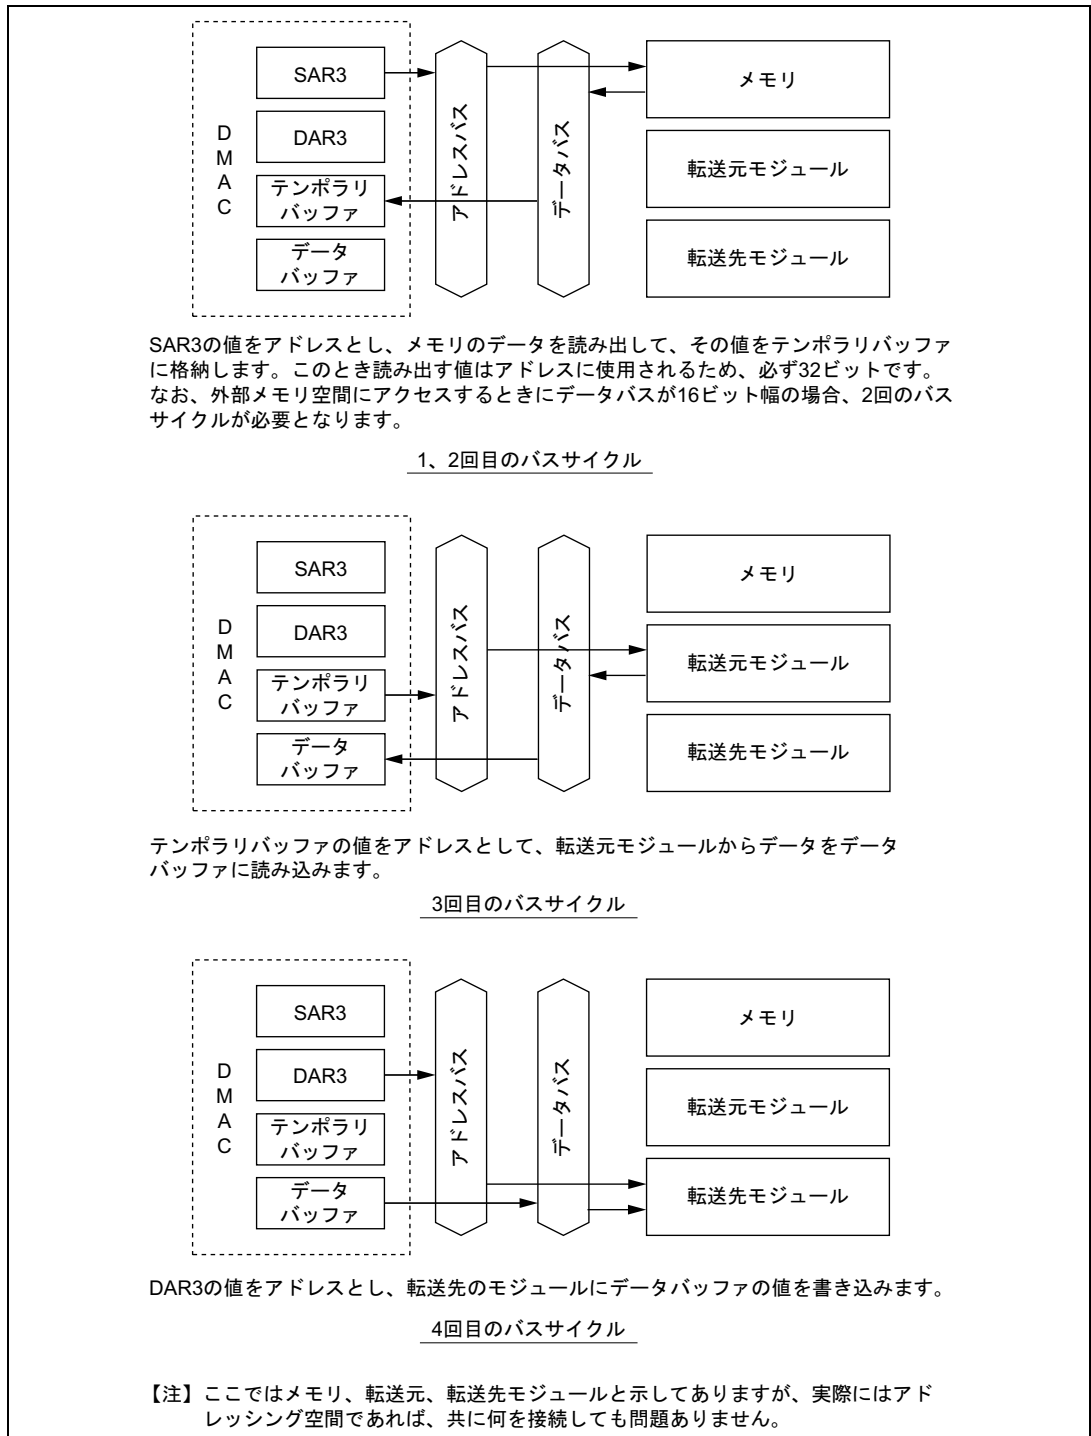 SAR3
DAR3
テンポラリ
バッファ
データ
バッファ
DMAC
アドレスバス
データバス
メモリ
転送元モジュール
転送先モジュール
SAR3の値をアドレスとし、メモリのデータを読み出して、その値をテンポラリバッファ
に格納します。このとき読み出す値はアドレスに使用されるため、必ず32ビットです。
なお、外部メモリ空間にアクセスするときにデータバスが16ビット幅の場合、2回のバス
サイクルが必要となります。
1、2回目のバスサイクル
SAR3
DAR3
テンポラリ
バッファ
データ
バッファ
DMAC
アドレスバス
データバス
メモリ
転送元モジュール
転送先モジュール
テンポラリバッファの値をアドレスとして、転送元モジュールからデータをデータ
バッファに読み込みます。
3回目のバスサイクル
SAR3
DAR3
テンポラリ
バッファ
データ
バッファ
DMAC
アドレスバス
データバス
メモリ
転送元モジュール
転送先モジュール
DAR3の値をアドレスとし、転送先のモジュールにデータバッファの値を書き込みます。
4回目のバスサイクル
【注】ここではメモリ、転送元、転送先モジュールと示してありますが、実際にはアド
レッシング空間であれば、共に何を接続しても問題ありません。